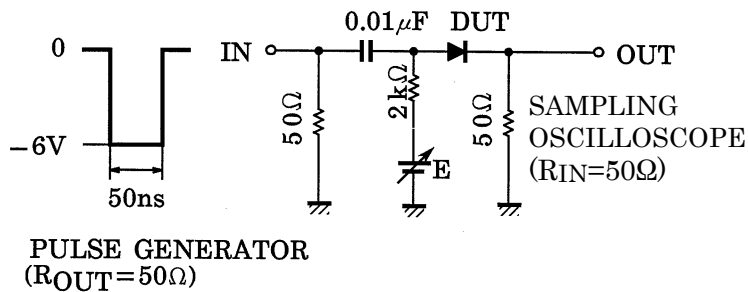 0
−6V
50ns
PULSE GENERATOR
(ROUT=50Ω)
IN
50Ω
0.01μF
2kΩ
E
DUT
50Ω
OUT
SAMPLING
OSCILLOSCOPE
(RIN=50Ω)